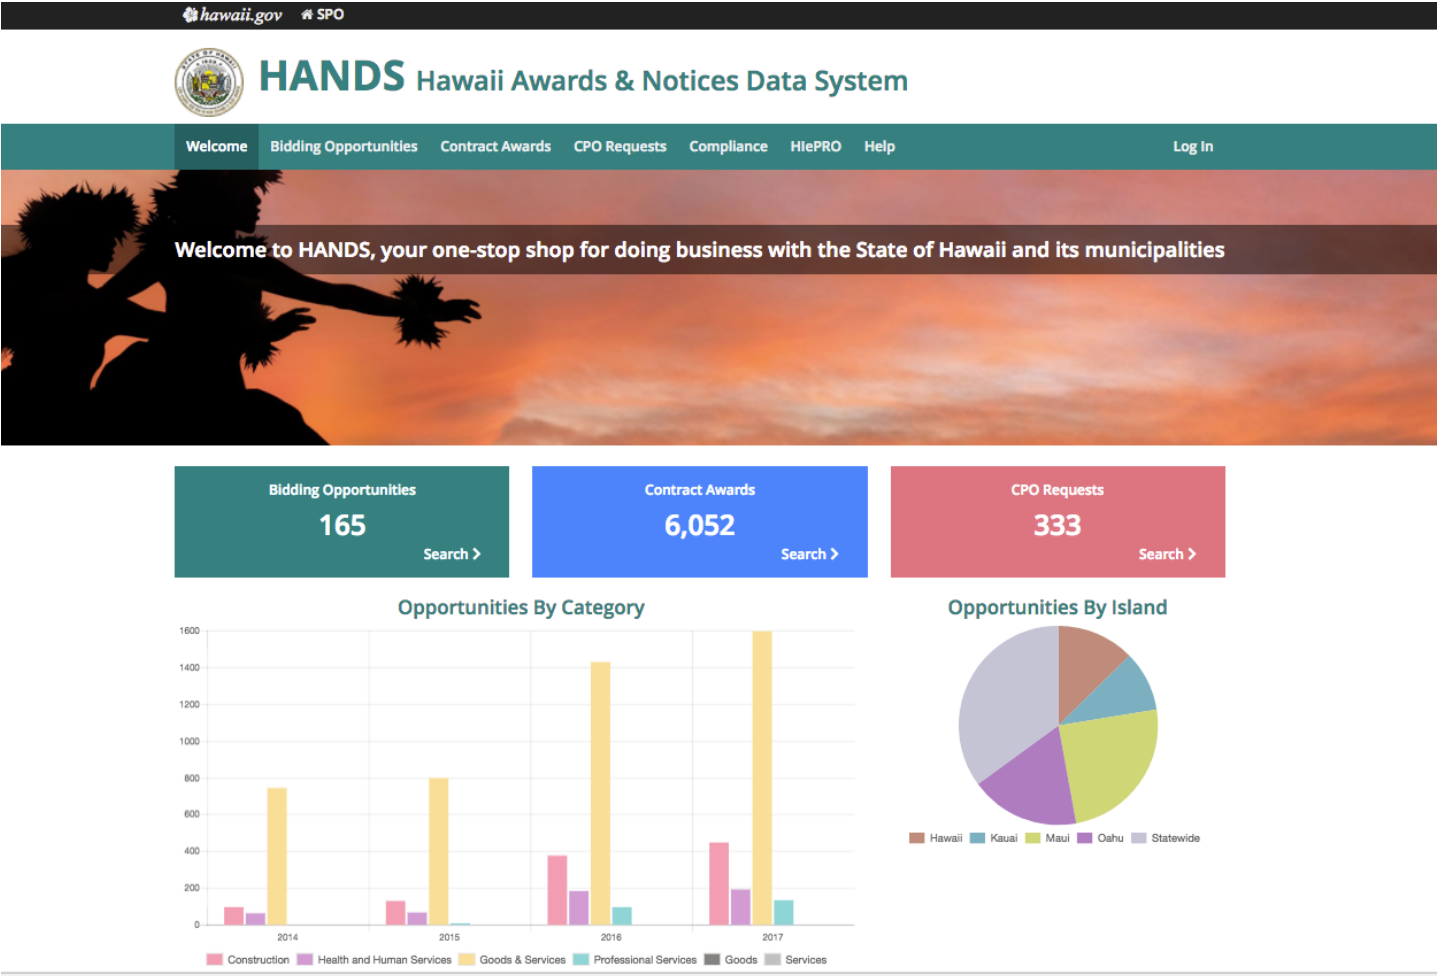 hawaii.gov SPO
HANDS Hawaii Awards & Notices Data System
Welcome Bidding Opportunities Contract Awards CPO Requests Compliance HIePRO Help Log In
Welcome to HANDS, your one-stop shop for doing business with the State of Hawaii and its municipalities
Bidding Opportunities
165
Search
Contract Awards
6,052
Search
CPO Requests
333
Search
Opportunities By Category
1600
1400
1200
1000
800
600
400
200
0
2014 2015 2016 2017
Construction Health and Human Services Goods & Services Professional Services Goods Services
Opportunities By Island
Hawaii Kauai Maui Oahu Statewide